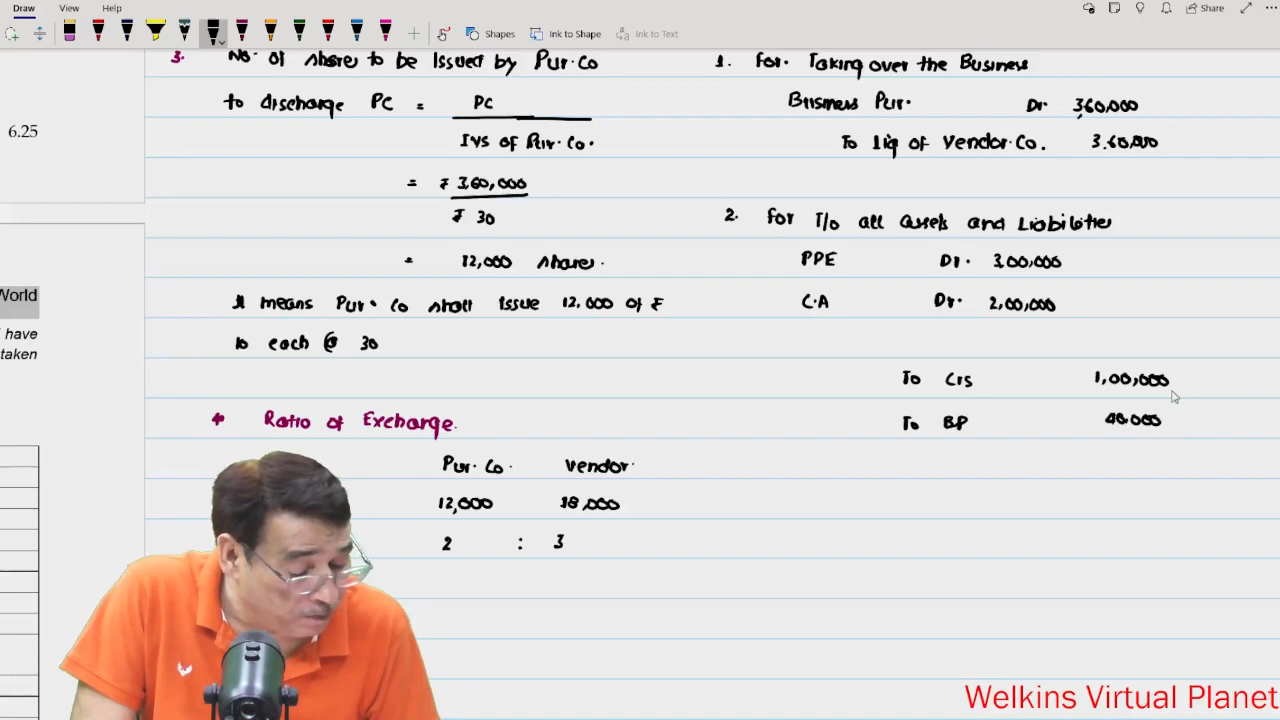 Draw View Help
Shapes Ink to Shape Ink to Text Share
6.25
World
have
taken
3. No. of shares to be Issued by Pur. Co
to discharge PC = PC
Ivs of Pur. Co.
= ₹ 3,60,000
₹ 30
= 12,000 shares.
It means Pur. Co shall Issue 12,000 of ₹
10 each @ 30
Ratio of Exchange.
Pur. Co. Vendor
12,000 18,000
2 : 3
1. For. Taking over the Business
Business Pur. Dr. 3,60,000
To liq of Vendor. Co. 3.60,000
2. For T/o all assets and Liabilities
PPE Dr. 3,00,000
C.A Dr. 2,00,000
To Crs 1,00,000
To BP 40.000
Welkins Virtual Planet